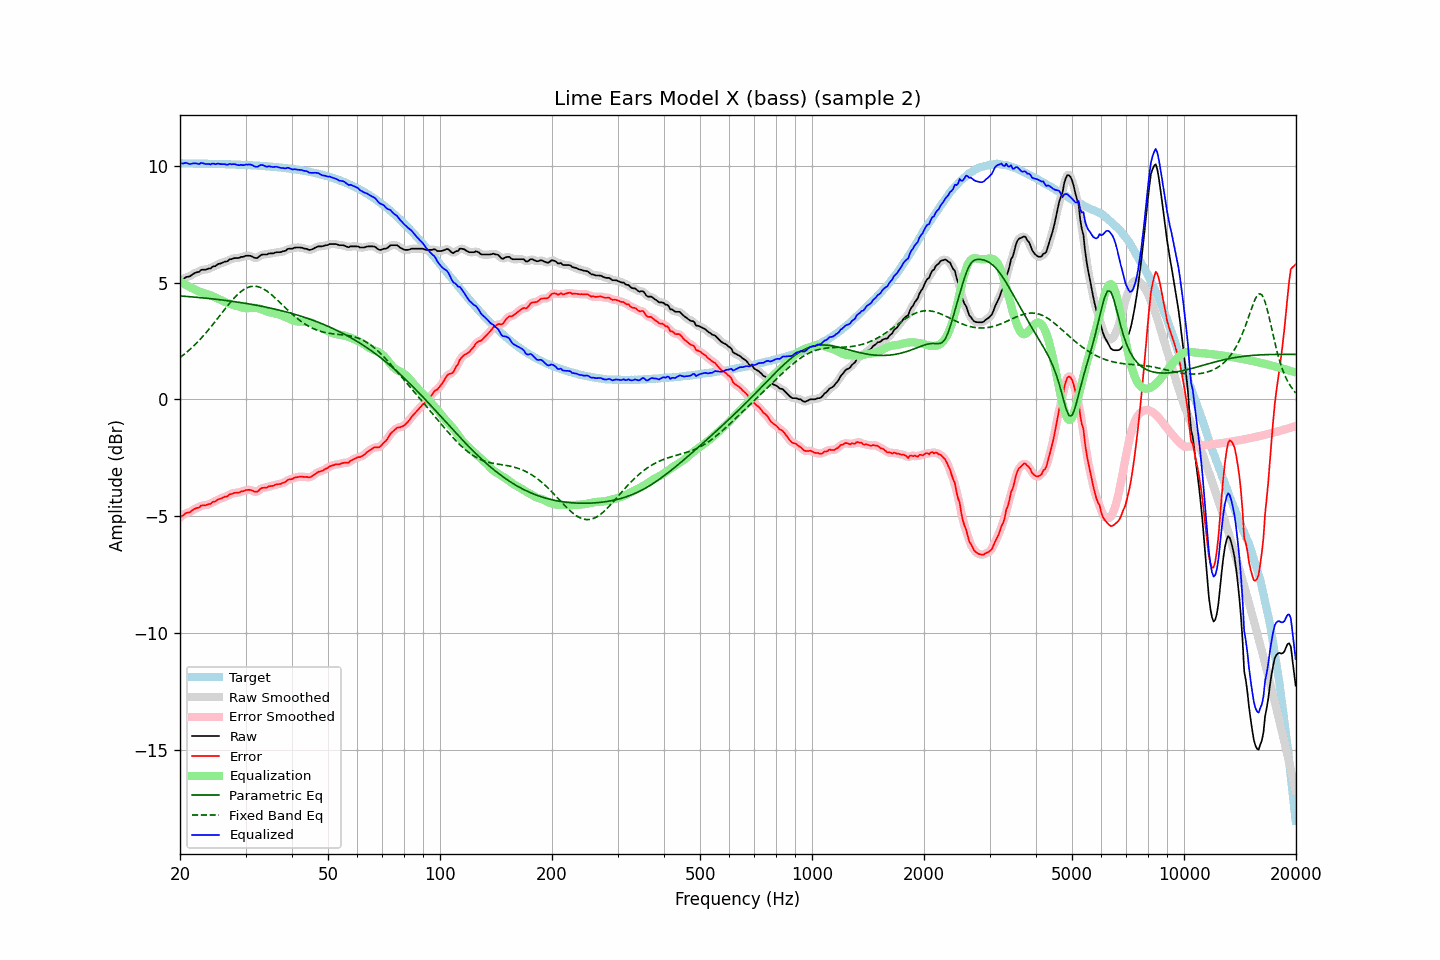 Lime Ears Model X (bass) (sample 2)
10
5
0
−5
−10
−15
Amplitude (dBr)
Target
Raw Smoothed
Error Smoothed
Raw
Error
Equalization
Parametric Eq
Fixed Band Eq
Equalized
20 50 100 200 500 1000 2000 5000 10000 20000
Frequency (Hz)